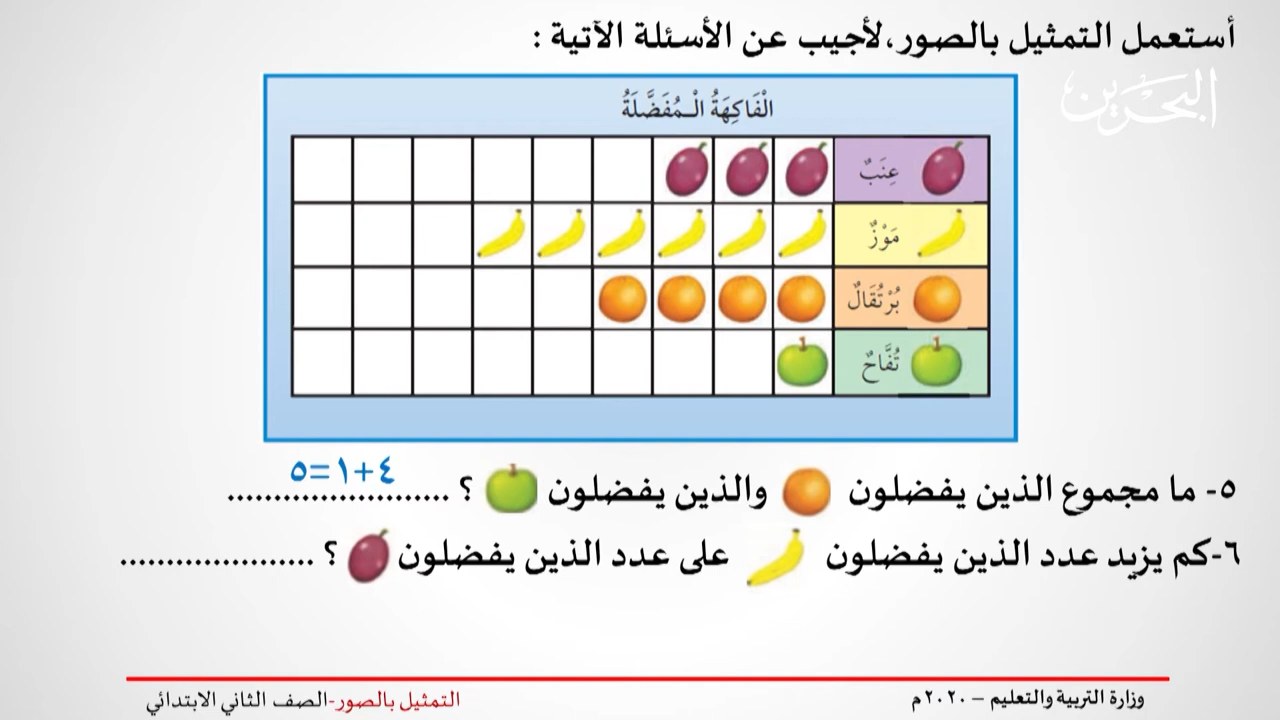 أستعمل التمثيل بالصور،لأجيب عن الأسئلة الآتية :
البحرين
الْفَاكِهَةُ الْمُفَضَّلَةُ
عِنَبٌ
مَوْزٌ
بُرْتُقَالٌ
تُفَّاحٌ
٥- ما مجموع الذين يفضلون والذين يفضلون ؟ ........................
٤+١=٥
٦-كم يزيد عدد الذين يفضلون على عدد الذين يفضلون ؟ .....................
وزارة التربية والتعليم – ٢٠٢٠م
التمثيل بالصور-الصف الثاني الابتدائي